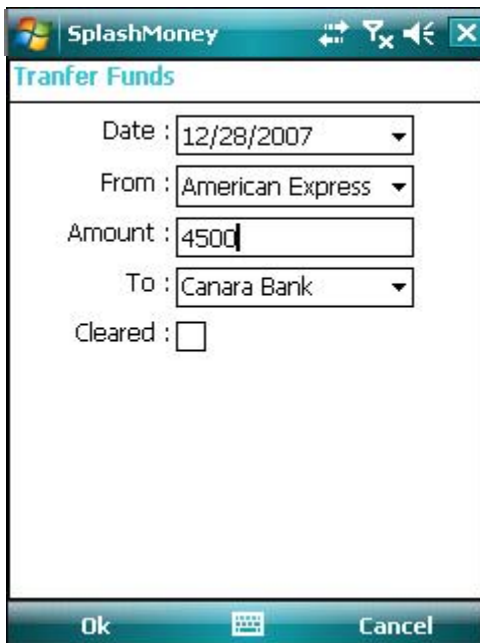 SplashMoney
Tranfer Funds
Date : 12/28/2007
From : American Express
Amount : 4500
To : Canara Bank
Cleared :
Ok Cancel